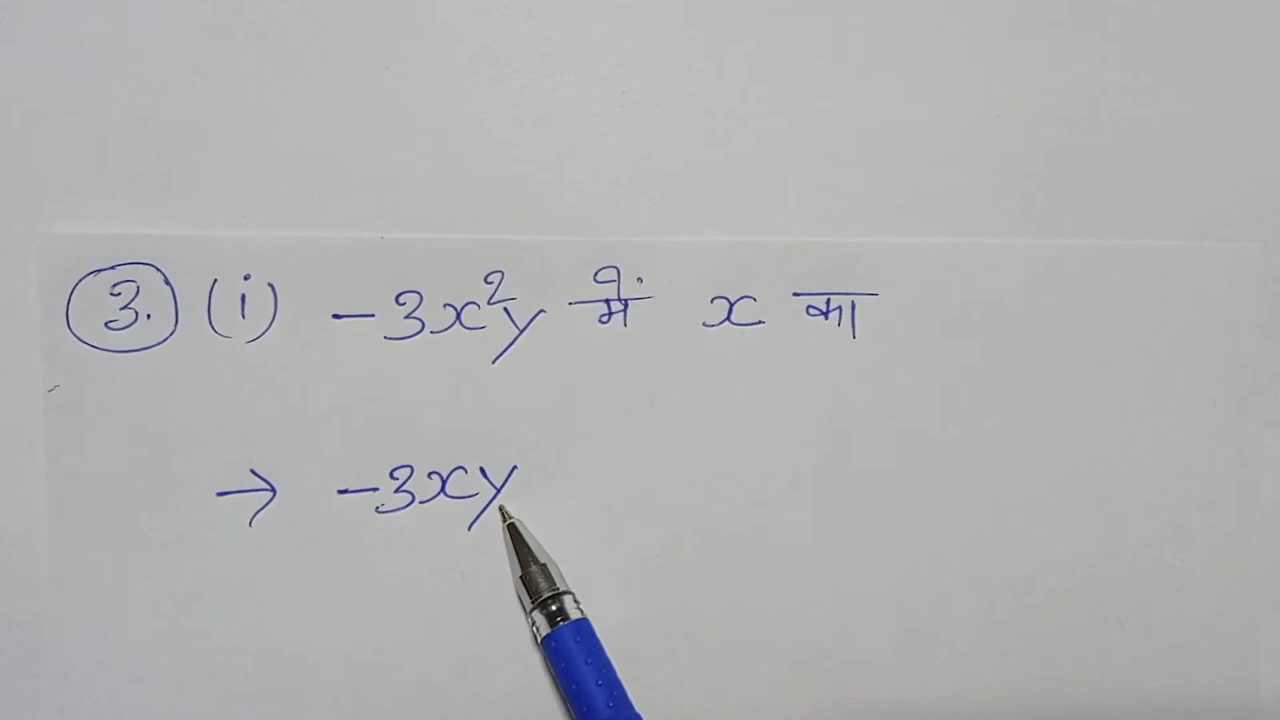 3. (i) -3x²y में x का
→ -3xy